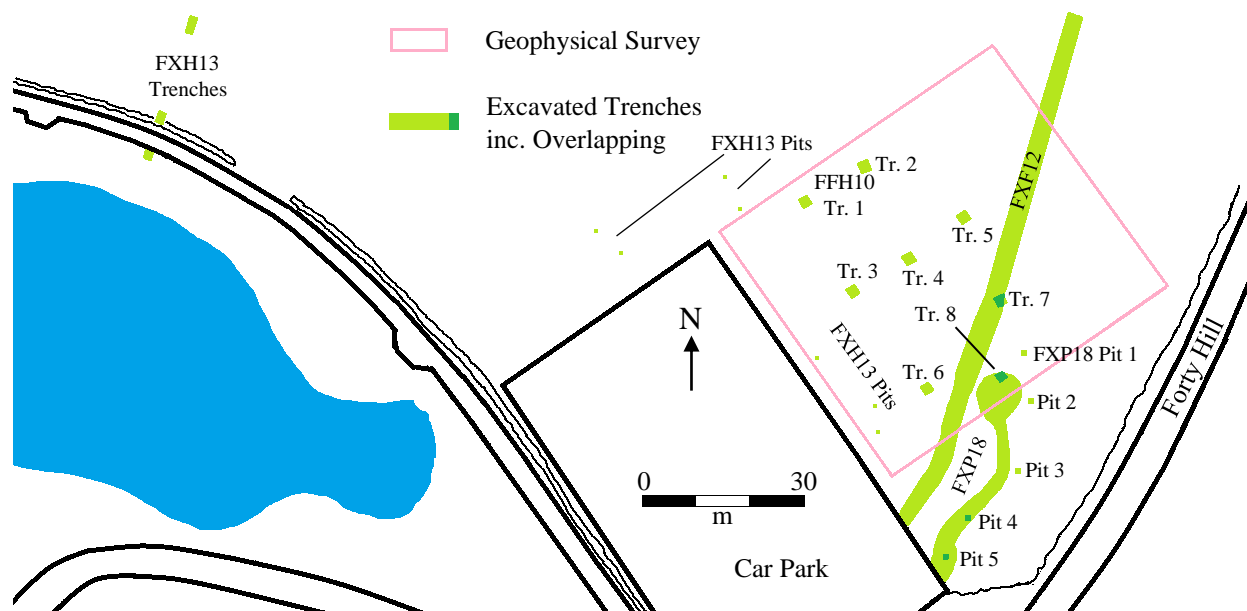 FXH13
Trenches
Geophysical Survey
Excavated Trenches
inc. Overlapping
FXH13 Pits
FFH10
Tr. 1
Tr. 2
FXF12
Tr. 5
Tr. 3
Tr. 4
Tr. 7
Tr. 8
N
FXH13 Pits
FXP18 Pit 1
Tr. 6
Pit 2
Forty Hill
FXP18
Pit 3
0 30
m
Pit 4
Pit 5
Car Park